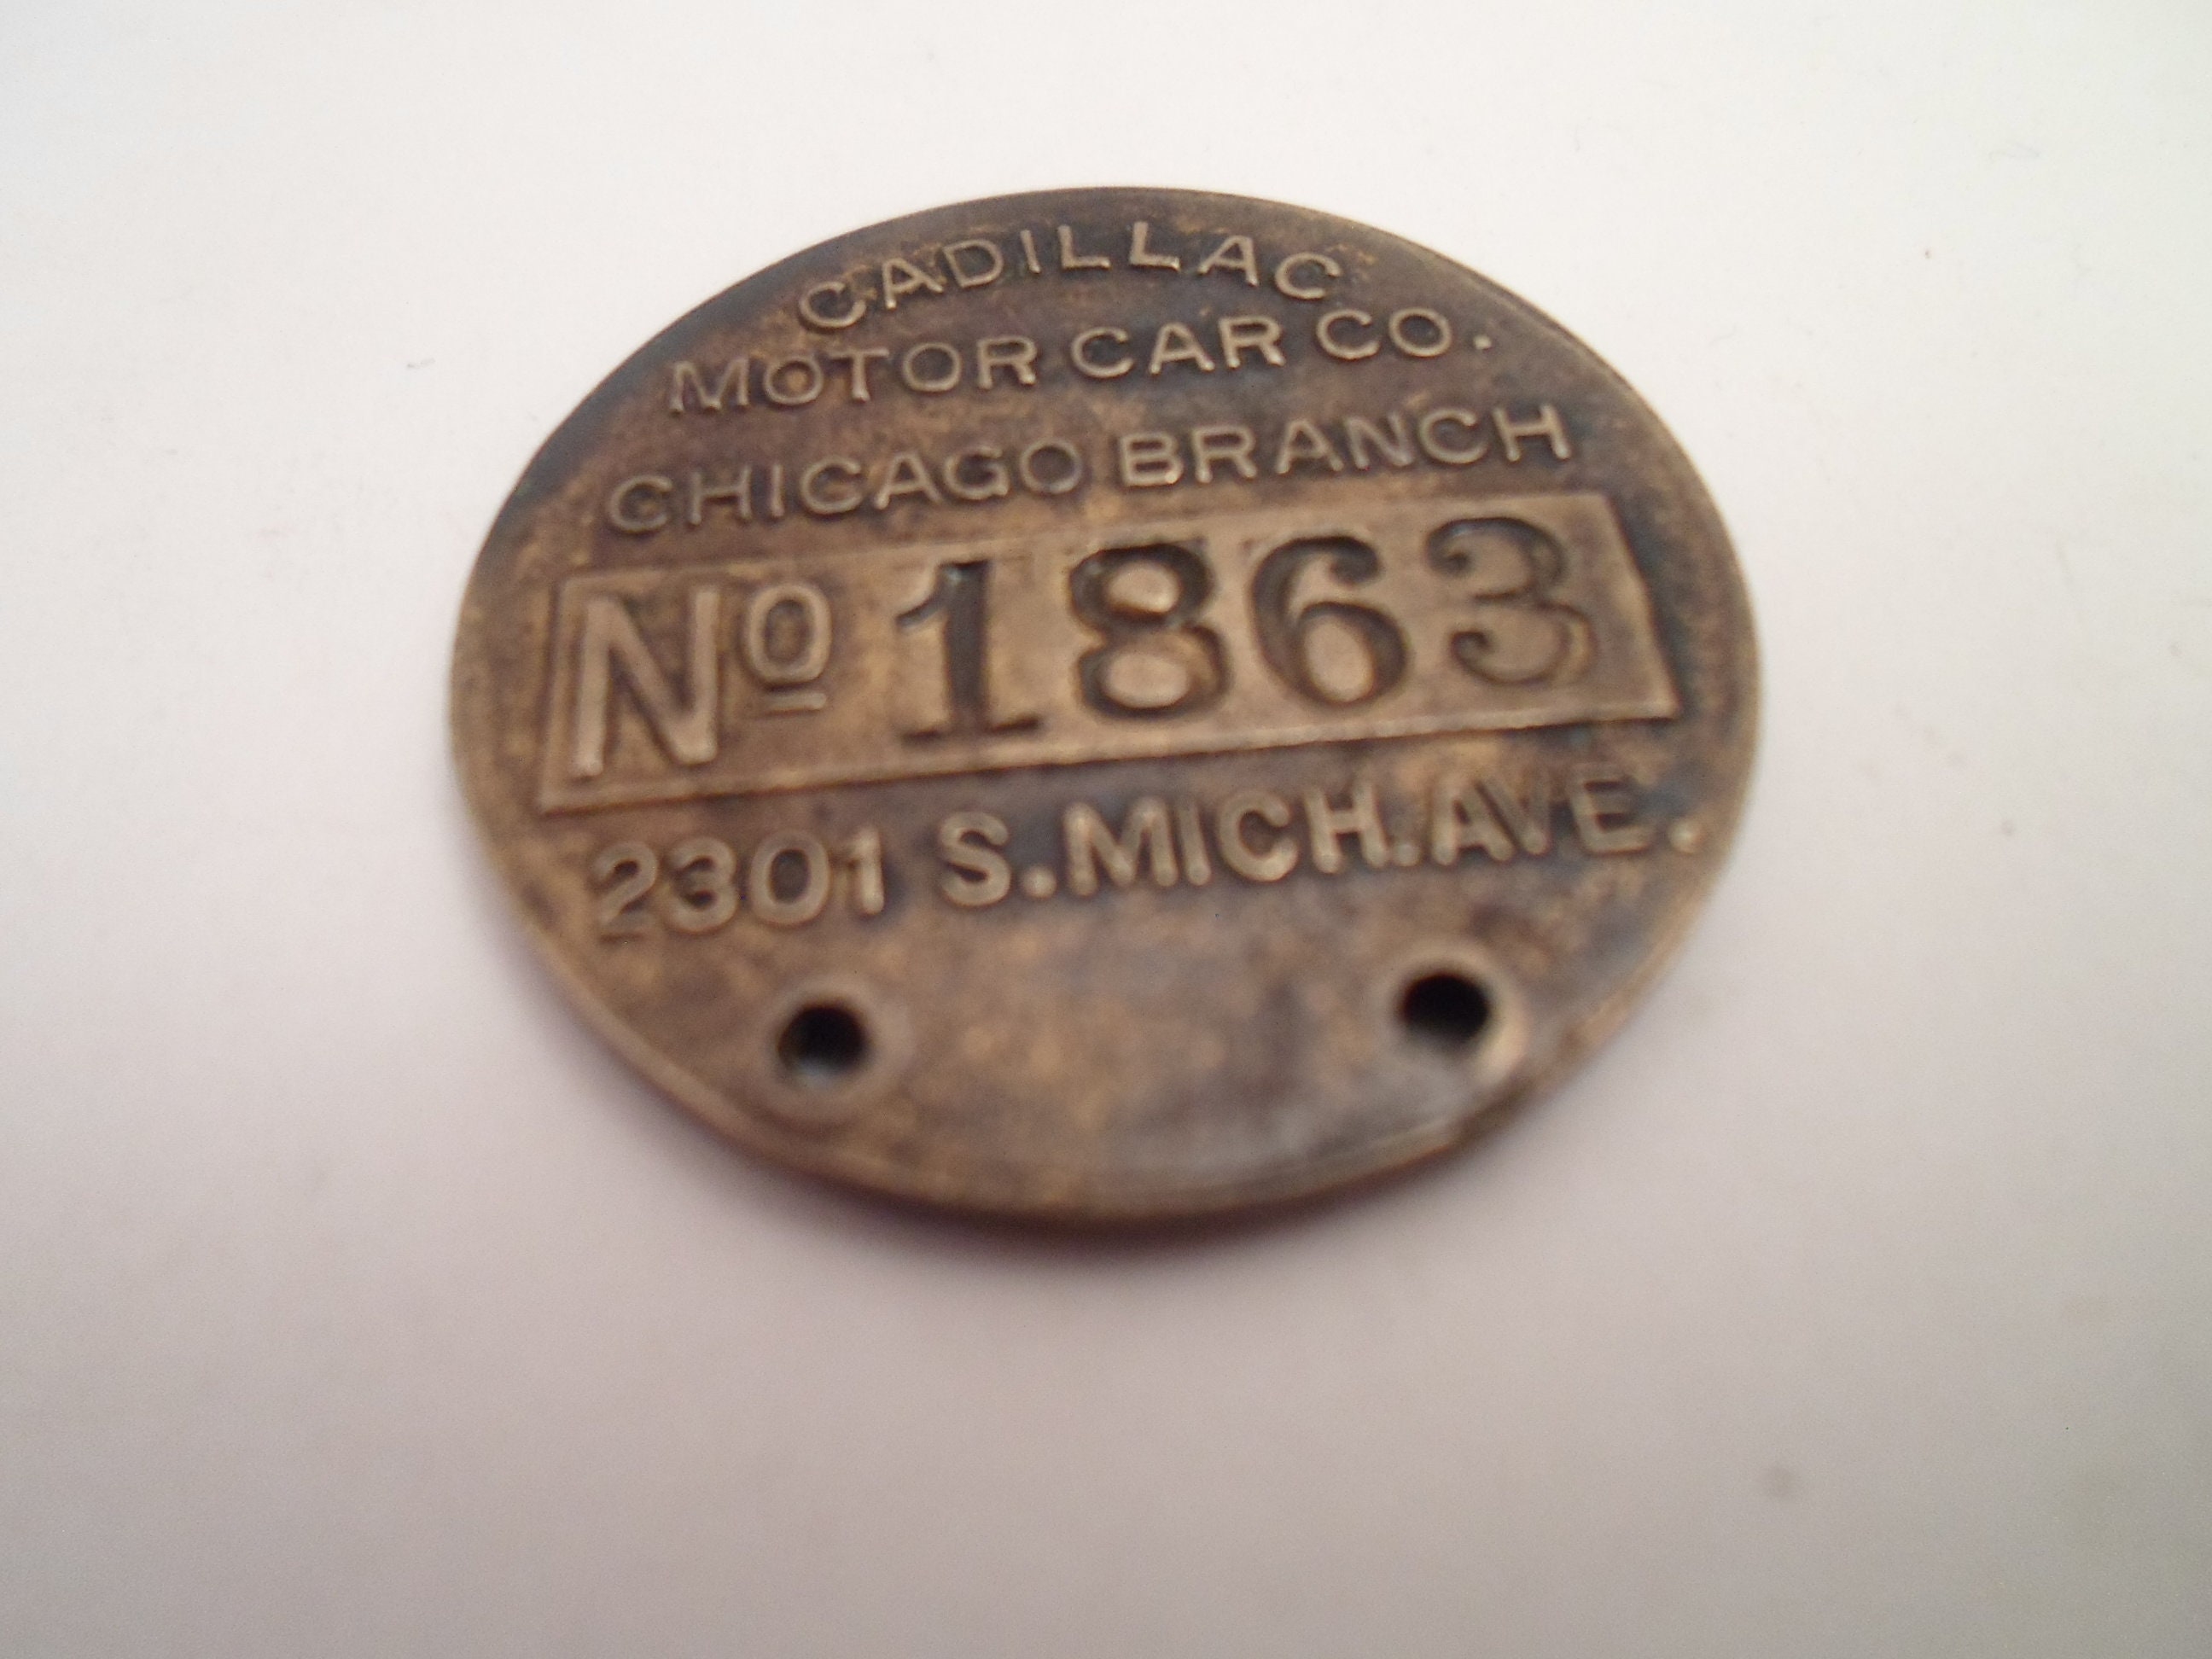 CADILLAC
MOTOR CAR CO.
CHICAGO BRANCH
Nº 1863
2301 S. MICH. AVE.